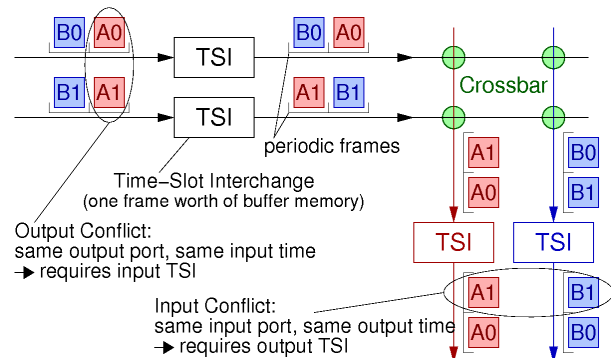 B0 A0 TSI B0 A0
Crossbar
B1 A1 TSI A1 B1
periodic frames
A1 B0
Time−Slot Interchange
(one frame worth of buffer memory)
A0 B1
Output Conflict:
same output port, same input time
→ requires input TSI
TSI TSI
A1 B1
Input Conflict:
same input port, same output time
→ requires output TSI
A0 B0